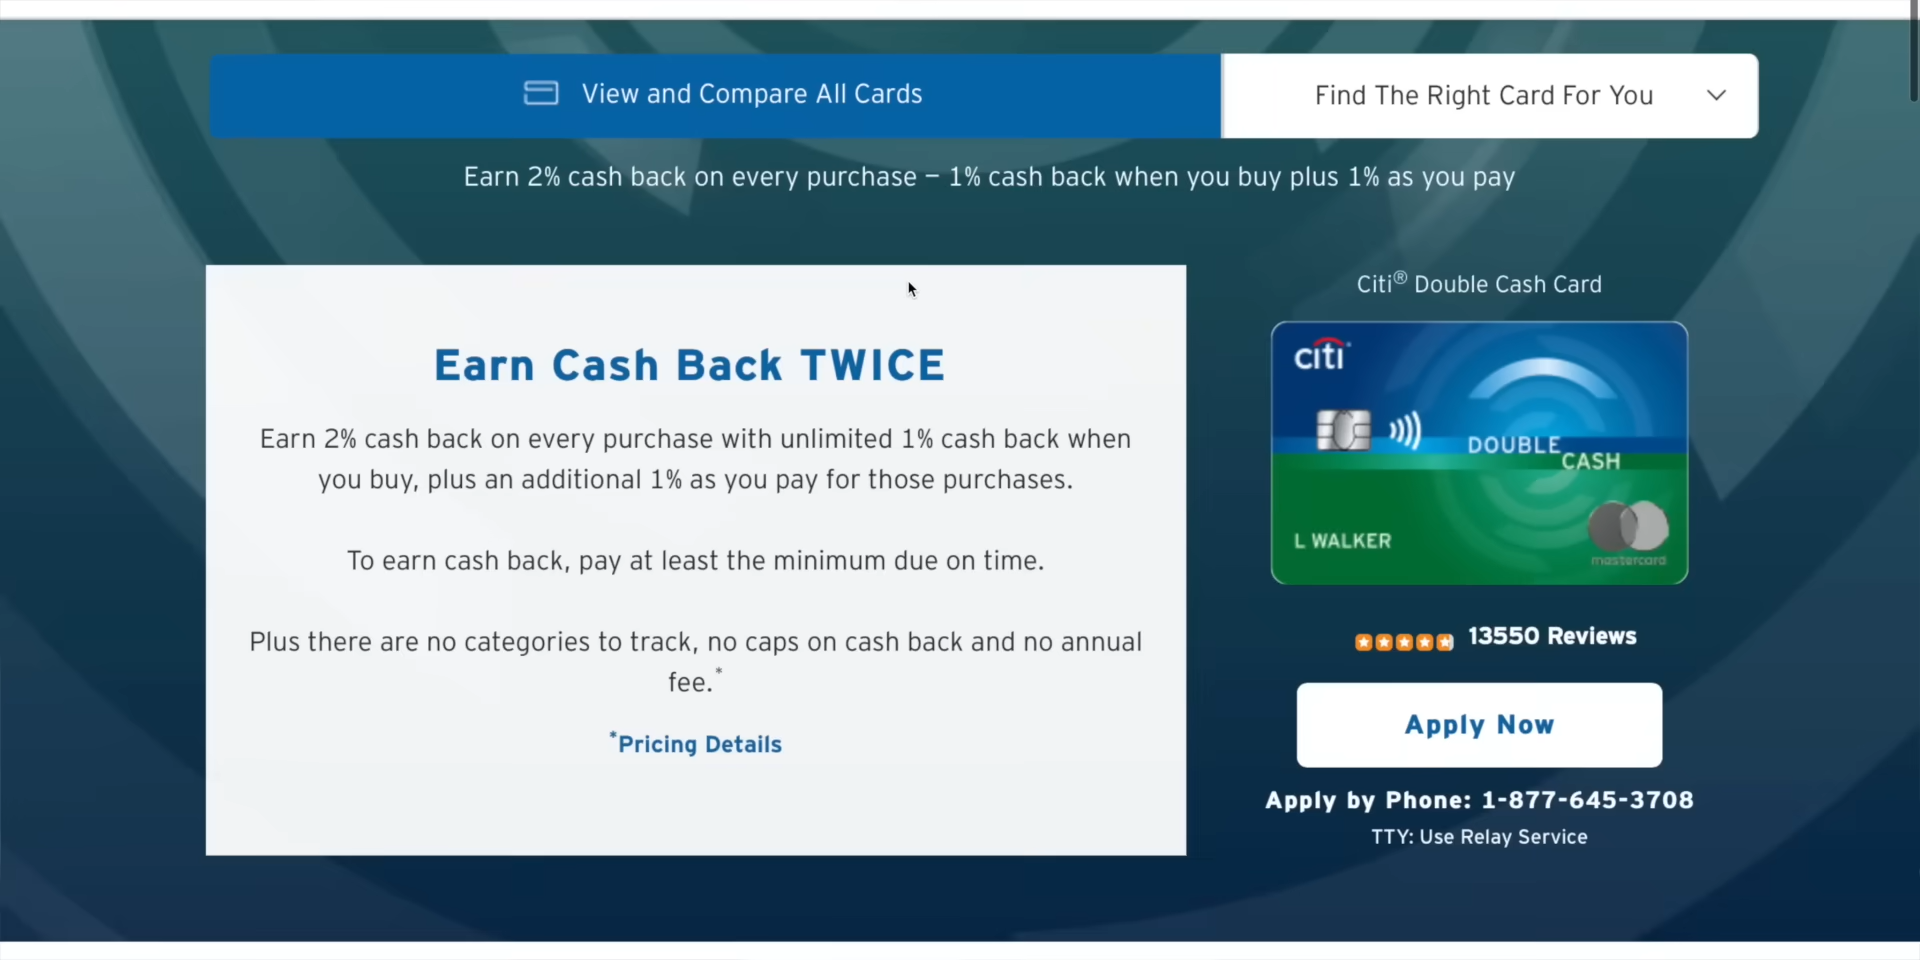 View and Compare All Cards
Find The Right Card For You
Earn 2% cash back on every purchase – 1% cash back when you buy plus 1% as you pay
Earn Cash Back TWICE
Earn 2% cash back on every purchase with unlimited 1% cash back when
you buy, plus an additional 1% as you pay for those purchases.
To earn cash back, pay at least the minimum due on time.
Plus there are no categories to track, no caps on cash back and no annual
fee.*
*Pricing Details
Citi® Double Cash Card
citi
DOUBLE
CASH
L WALKER
mastercard
13550 Reviews
Apply Now
Apply by Phone: 1-877-645-3708
TTY: Use Relay Service